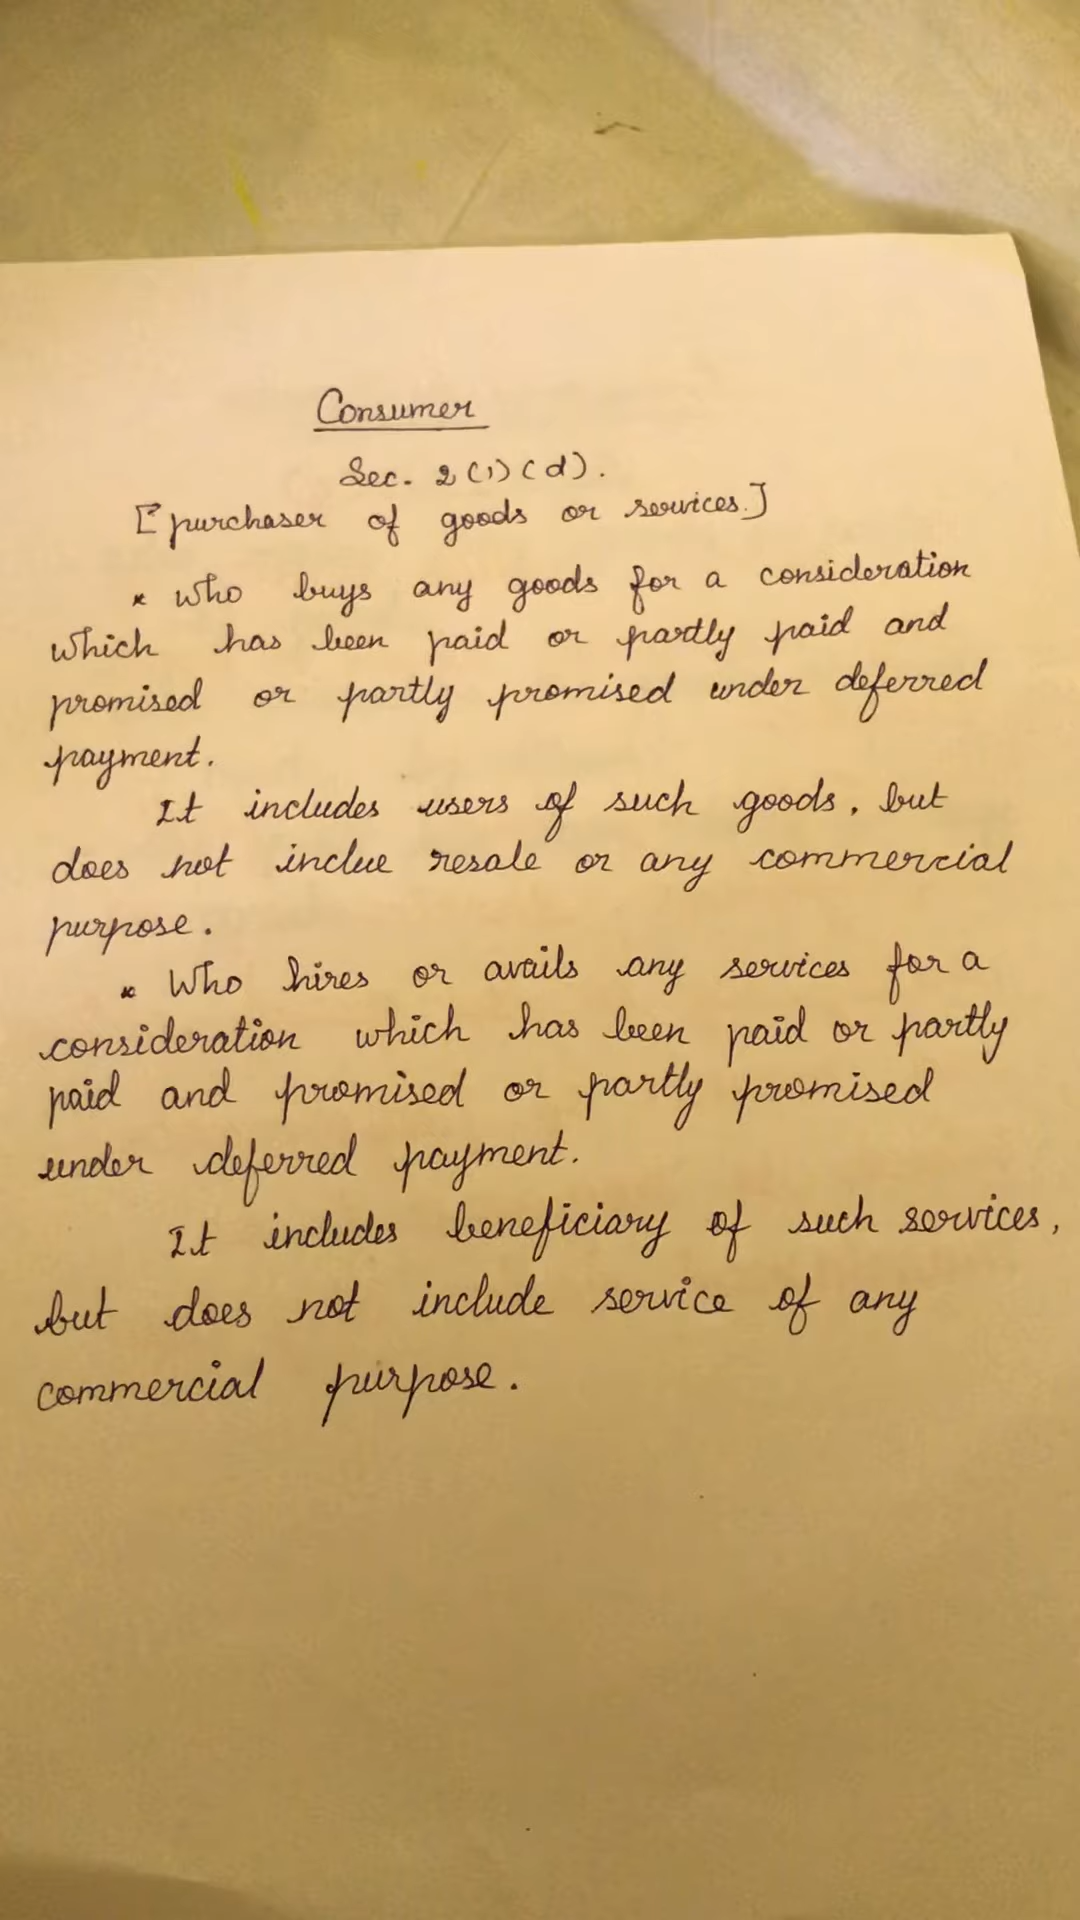 Consumer
Sec. 2(1)(d).
[purchaser of goods or services.]
* Who buys any goods for a consideration
which has been paid or partly paid and
promised or partly promised under deferred
payment.
It includes users of such goods, but
does not inclue resale or any commercial
purpose.
* Who hires or avails any services for a
consideration which has been paid or partly
paid and promised or partly promised
under deferred payment.
It includes beneficiary of such services,
but does not include service of any
commercial purpose.